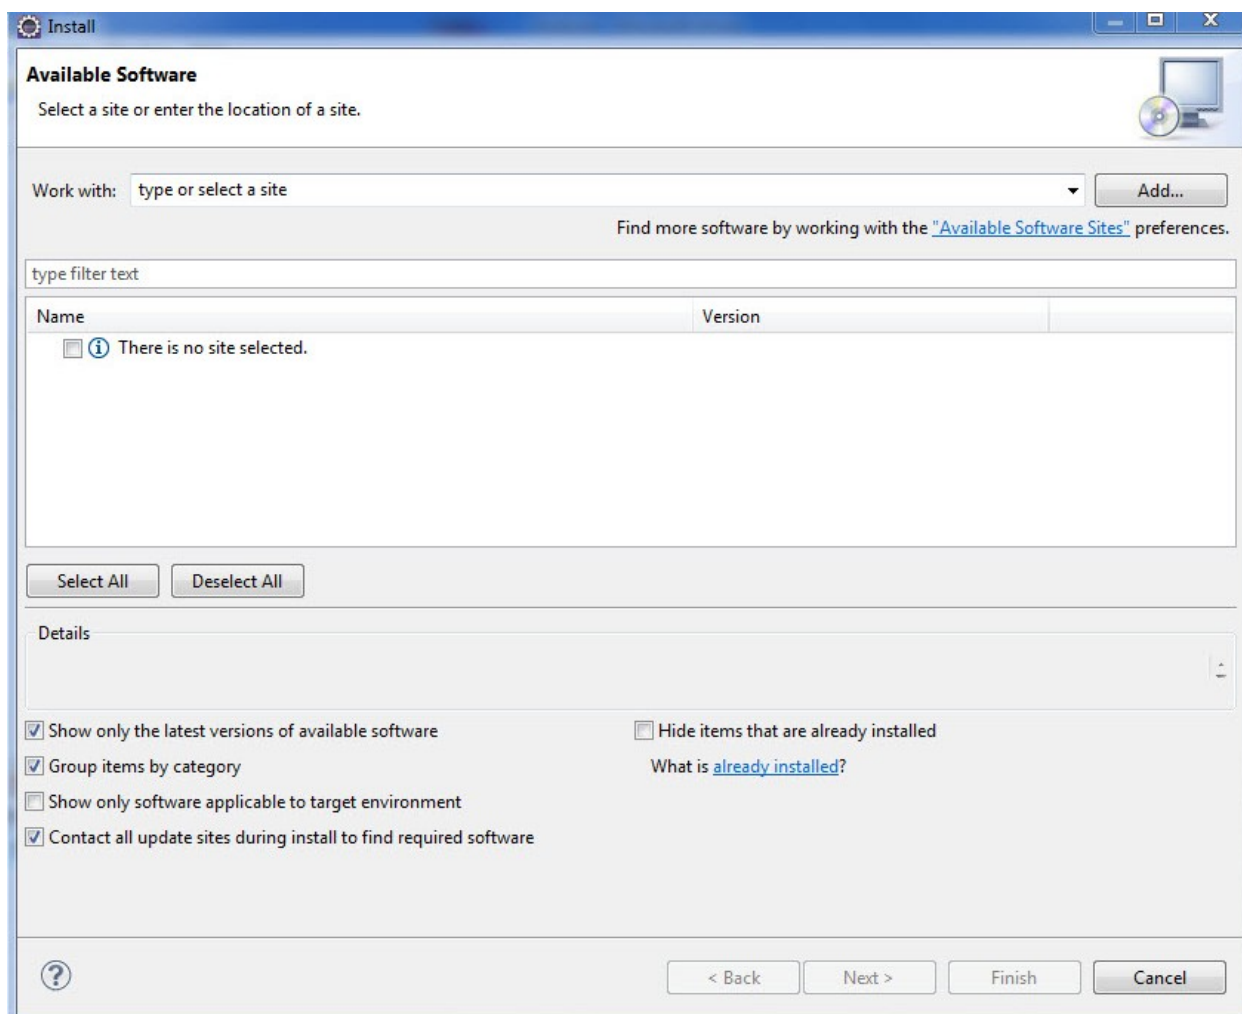 Install
Available Software
Select a site or enter the location of a site.
Work with: type or select a site Add...
Find more software by working with the "Available Software Sites" preferences.
type filter text
Name Version
There is no site selected.
Select All Deselect All
Details
Show only the latest versions of available software Hide items that are already installed
Group items by category What is already installed?
Show only software applicable to target environment
Contact all update sites during install to find required software
? < Back Next > Finish Cancel